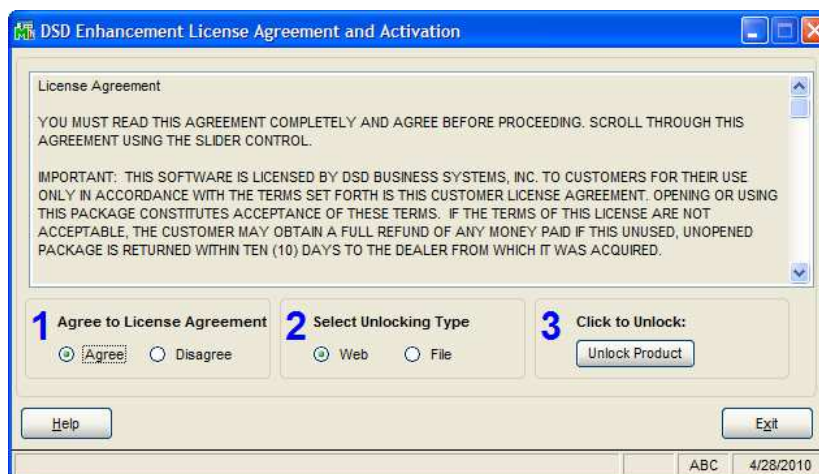 DSD Enhancement License Agreement and Activation
License Agreement
YOU MUST READ THIS AGREEMENT COMPLETELY AND AGREE BEFORE PROCEEDING. SCROLL THROUGH THIS
AGREEMENT USING THE SLIDER CONTROL.
IMPORTANT: THIS SOFTWARE IS LICENSED BY DSD BUSINESS SYSTEMS, INC. TO CUSTOMERS FOR THEIR USE
ONLY IN ACCORDANCE WITH THE TERMS SET FORTH IS THIS CUSTOMER LICENSE AGREEMENT. OPENING OR USING
THIS PACKAGE CONSTITUTES ACCEPTANCE OF THESE TERMS. IF THE TERMS OF THIS LICENSE ARE NOT
ACCEPTABLE, THE CUSTOMER MAY OBTAIN A FULL REFUND OF ANY MONEY PAID IF THIS UNUSED, UNOPENED
PACKAGE IS RETURNED WITHIN TEN (10) DAYS TO THE DEALER FROM WHICH IT WAS ACQUIRED.
1 Agree to License Agreement
Agree Disagree
2 Select Unlocking Type
Web File
3 Click to Unlock:
Unlock Product
Help
Exit
ABC 4/28/2010